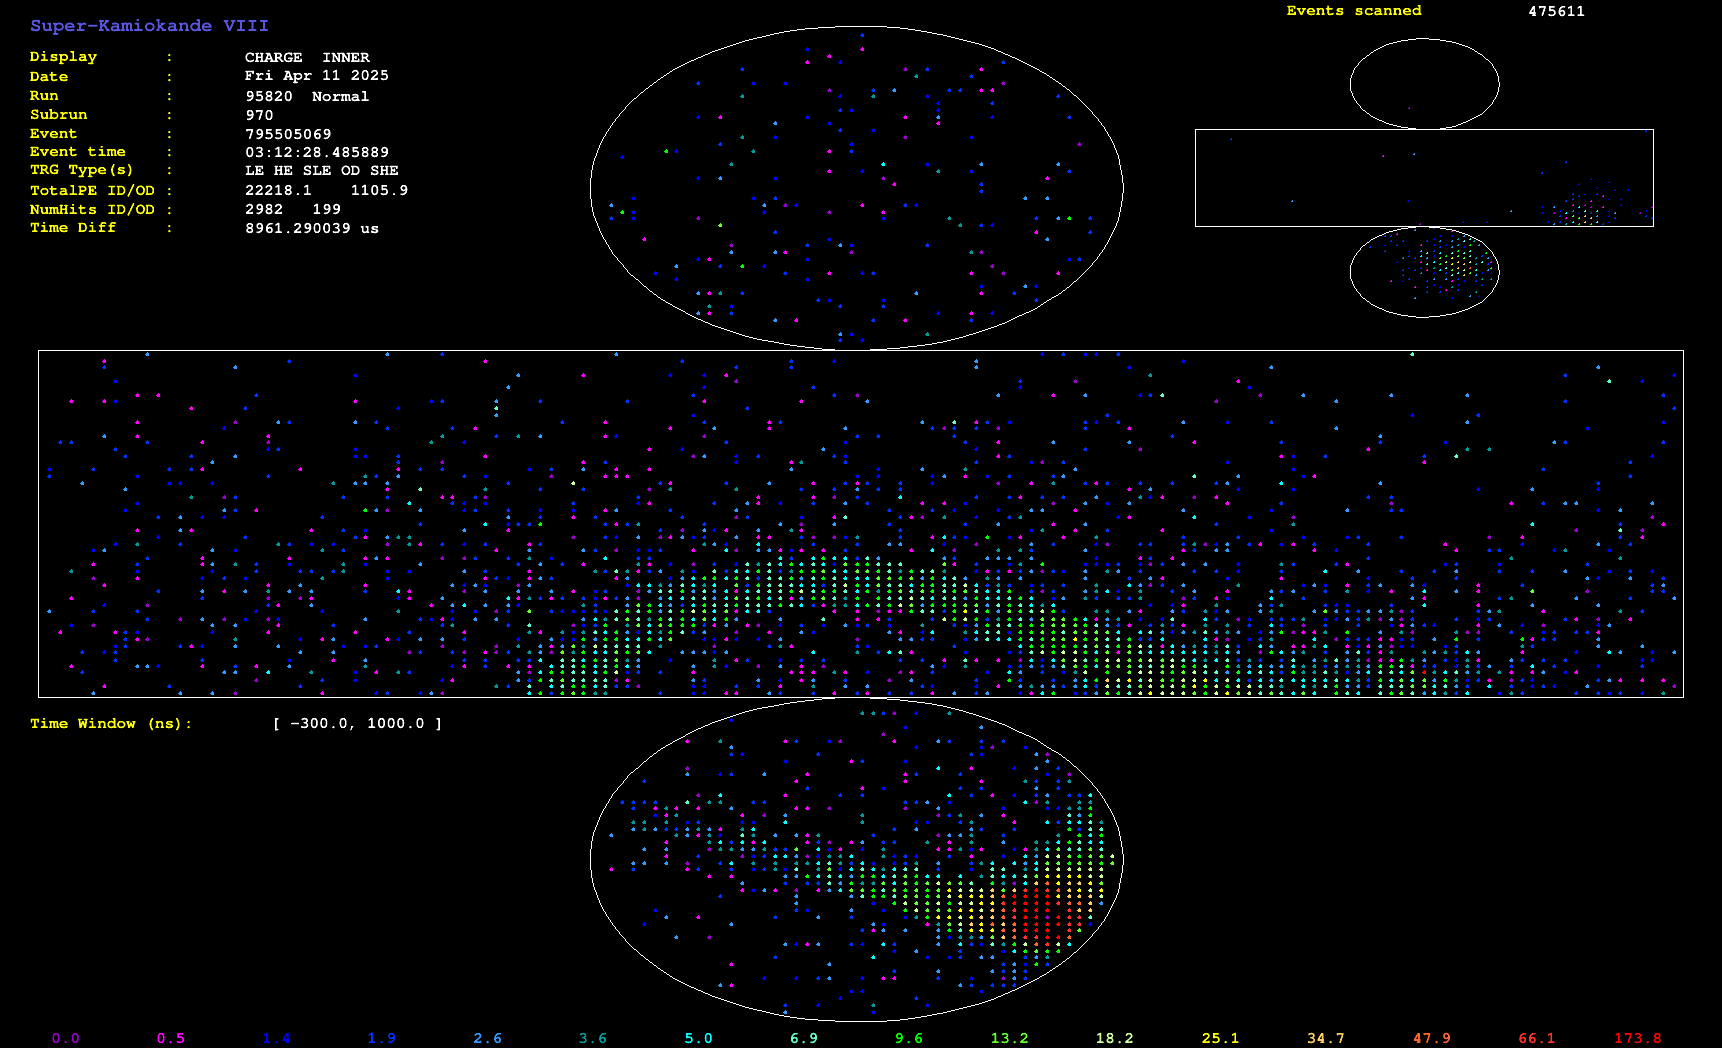 Super-Kamiokande VIII
Events scanned 475611
Display : CHARGE INNER
Date : Fri Apr 11 2025
Run : 95820 Normal
Subrun : 970
Event : 795505069
Event time : 03:12:28.485889
TRG Type(s) : LE HE SLE OD SHE
TotalPE ID/OD : 22218.1 1105.9
NumHits ID/OD : 2982 199
Time Diff : 8961.290039 us
Time Window (ns): [ -300.0, 1000.0 ]
0.0 0.5 1.4 1.9 2.6 3.6 5.0 6.9 9.6 13.2 18.2 25.1 34.7 47.9 66.1 173.8